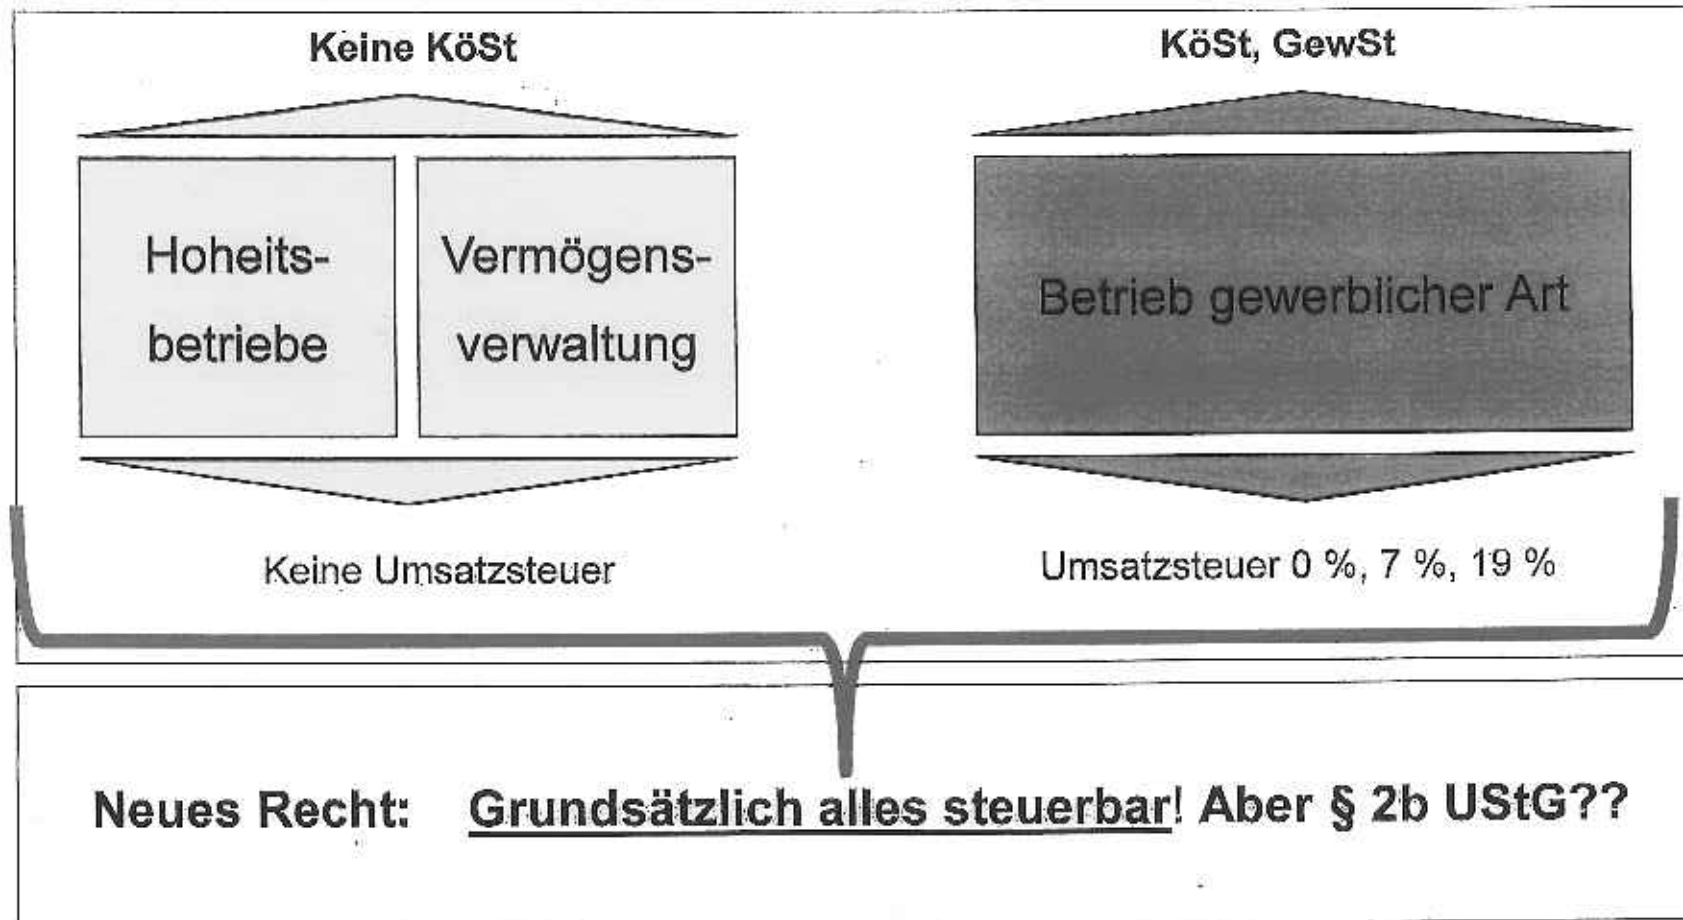 Keine KöSt
KöSt, GewSt
Hoheits-
betriebe
Vermögens-
verwaltung
Betrieb gewerblicher Art
Keine Umsatzsteuer
Umsatzsteuer 0 %, 7 %, 19 %
Neues Recht: Grundsätzlich alles steuerbar! Aber § 2b UStG??